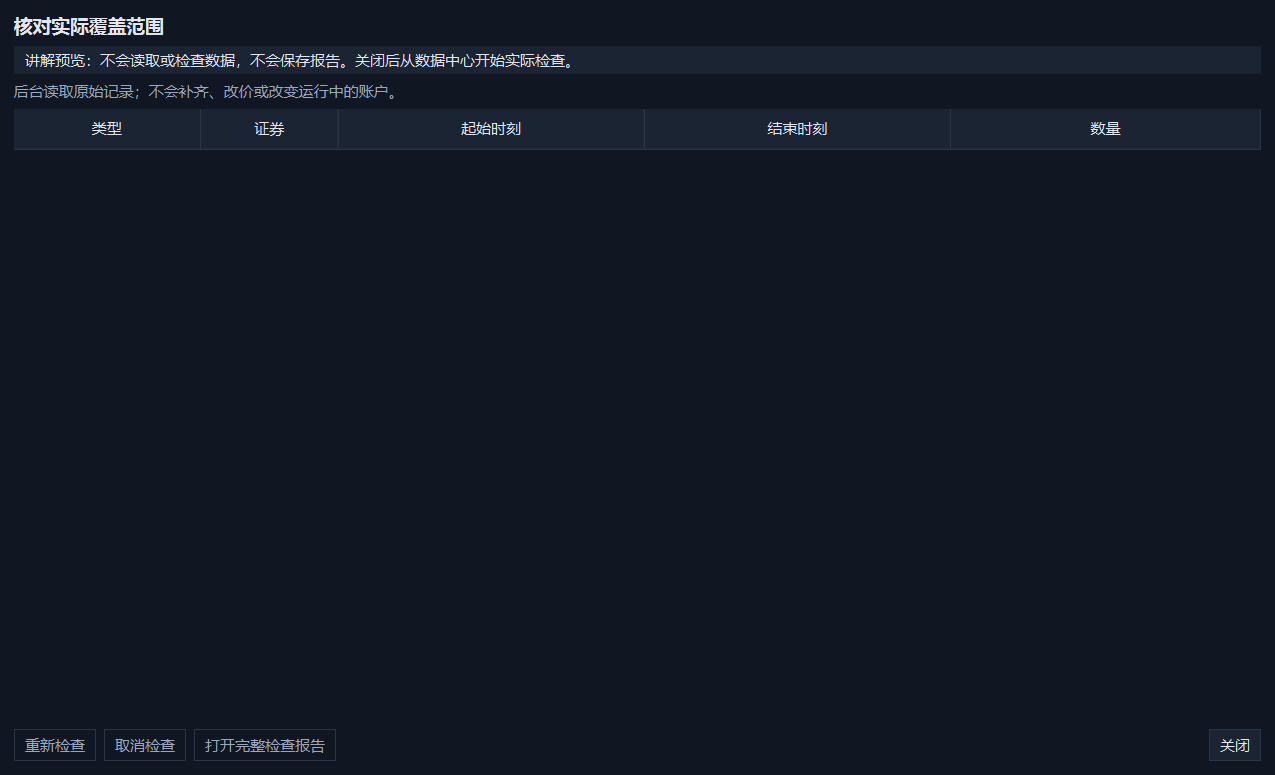 核对实际覆盖范围
讲解预览：不会读取或检查数据，不会保存报告。关闭后从数据中心开始实际检查。
后台读取原始记录；不会补齐、改价或改变运行中的账户。
类型 证券 起始时刻 结束时刻 数量
重新检查 取消检查 打开完整检查报告 关闭